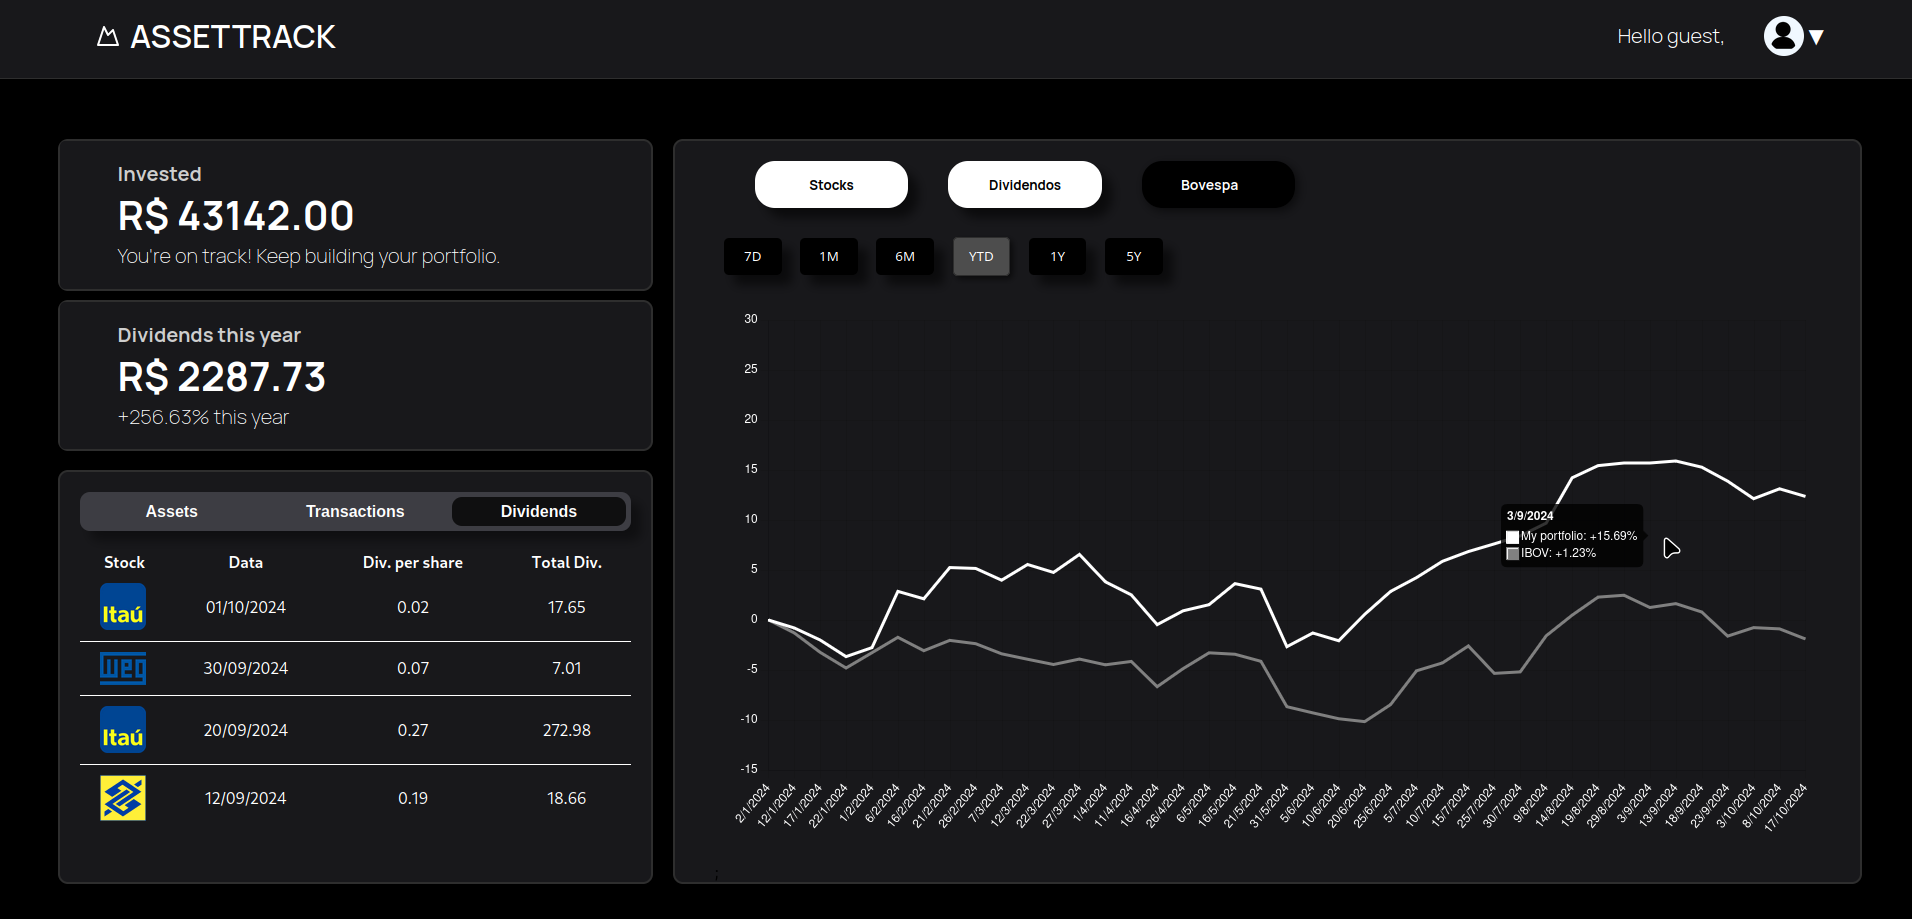 ASSETTRACK
Hello guest,
Invested
R$ 43142.00
You're on track! Keep building your portfolio.
Dividends this year
R$ 2287.73
+256.63% this year
Assets Transactions Dividends
Stock Data Div. per share Total Div.
Itaú 01/10/2024 0.02 17.65
WEG 30/09/2024 0.07 7.01
Itaú 20/09/2024 0.27 272.98
12/09/2024 0.19 18.66
Stocks Dividendos Bovespa
7D 1M 6M YTD 1Y 5Y
30
25
20
15
10
5
0
-5
-10
-15
3/9/2024
My portfolio: +15.69%
IBOV: +1.23%
2/1/2024 12/1/2024 17/1/2024 22/1/2024 1/2/2024 6/2/2024 16/2/2024 21/2/2024 26/2/2024 7/3/2024 12/3/2024 22/3/2024 27/3/2024 1/4/2024 11/4/2024 16/4/2024 26/4/2024 6/5/2024 16/5/2024 21/5/2024 31/5/2024 5/6/2024 10/6/2024 20/6/2024 25/6/2024 5/7/2024 10/7/2024 15/7/2024 25/7/2024 30/7/2024 9/8/2024 14/8/2024 19/8/2024 29/8/2024 3/9/2024 13/9/2024 18/9/2024 23/9/2024 3/10/2024 8/10/2024 17/10/2024
;